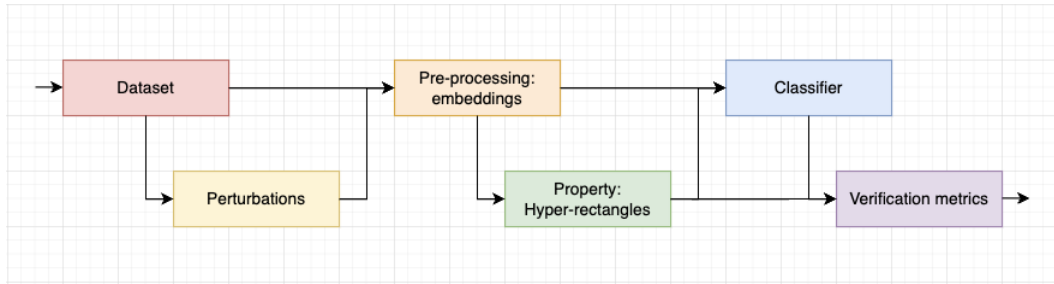 Dataset
Pre-processing:
embeddings
Classifier
Perturbations
Property:
Hyper-rectangles
Verification metrics